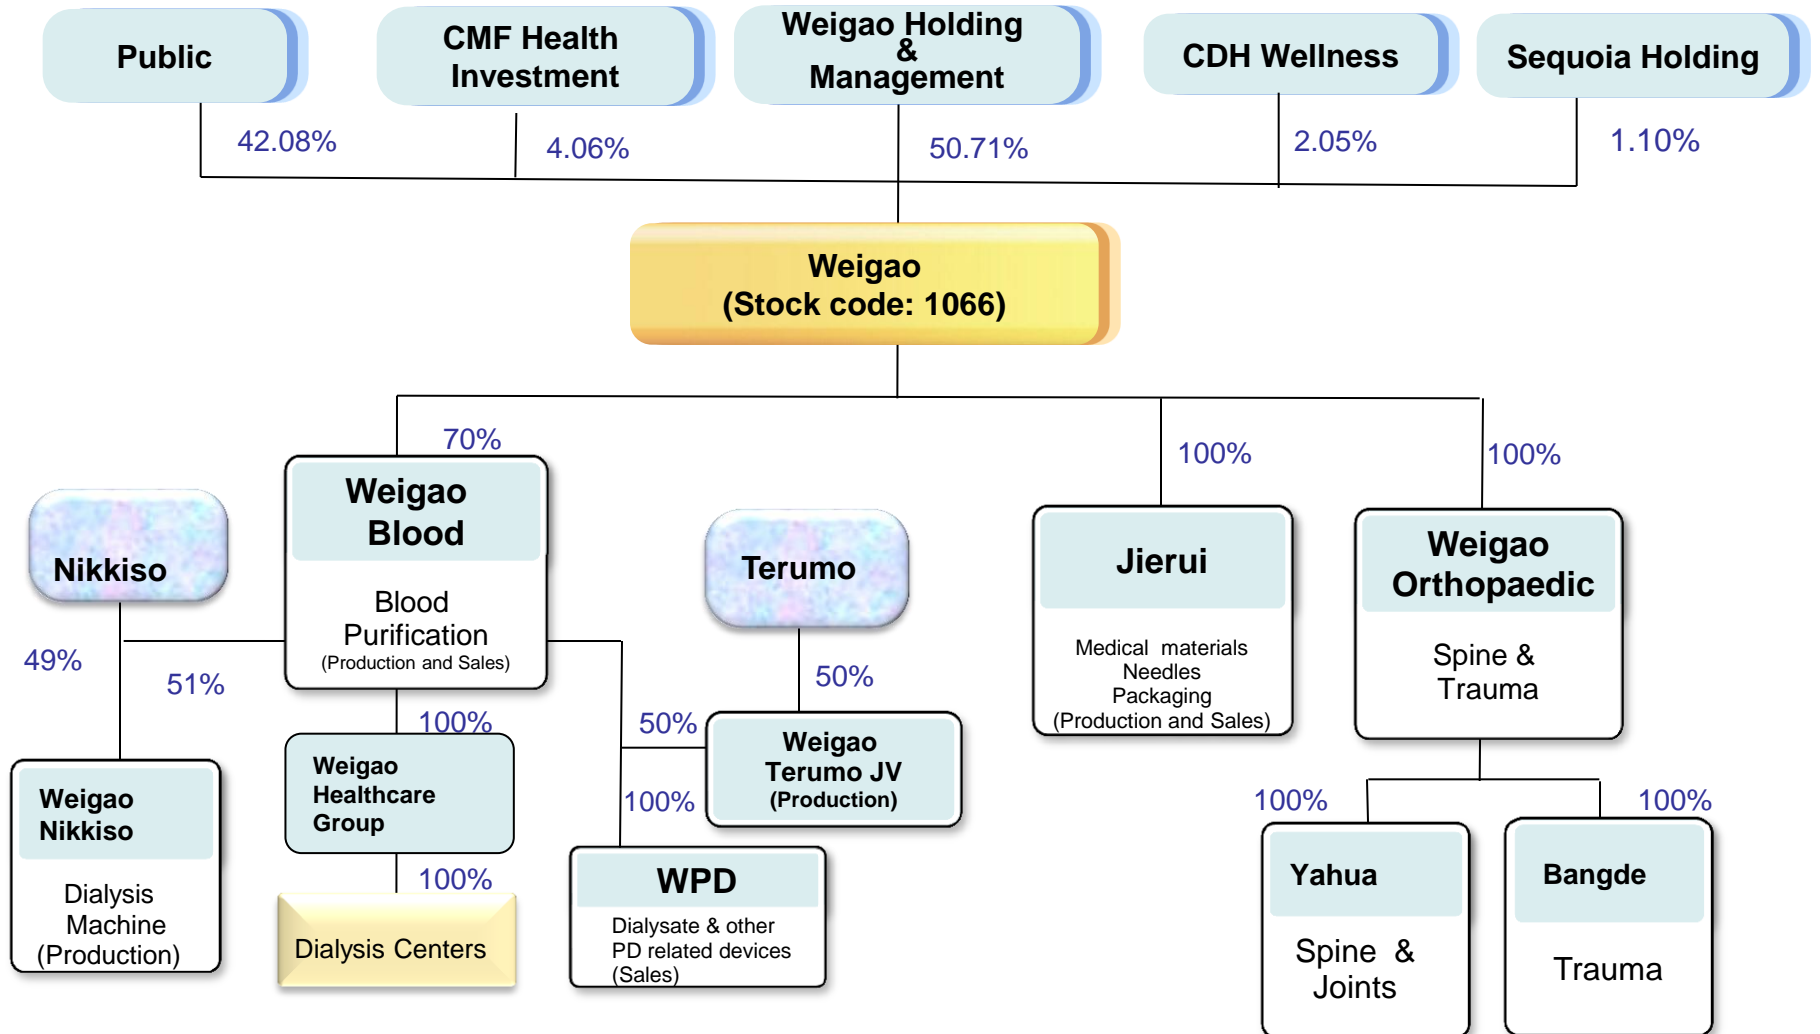 Public
CMF Health
Investment
Weigao Holding
&
Management
CDH Wellness
Sequoia Holding
42.08%
4.06%
50.71%
2.05%
1.10%
Weigao
(Stock code: 1066)
70%
100%
100%
Nikkiso
Weigao
Blood
Blood
Purification
(Production and Sales)
Terumo
Jierui
Medical materials
Needles
Packaging
(Production and Sales)
Weigao
Orthopaedic
Spine &
Trauma
49%
51%
100%
50%
50%
100%
Weigao
Nikkiso
Dialysis
Machine
(Production)
Weigao
Healthcare
Group
100%
Dialysis Centers
Weigao
Terumo JV
(Production)
WPD
Dialysate & other
PD related devices
(Sales)
100%
100%
Yahua
Spine &
Joints
Bangde
Trauma